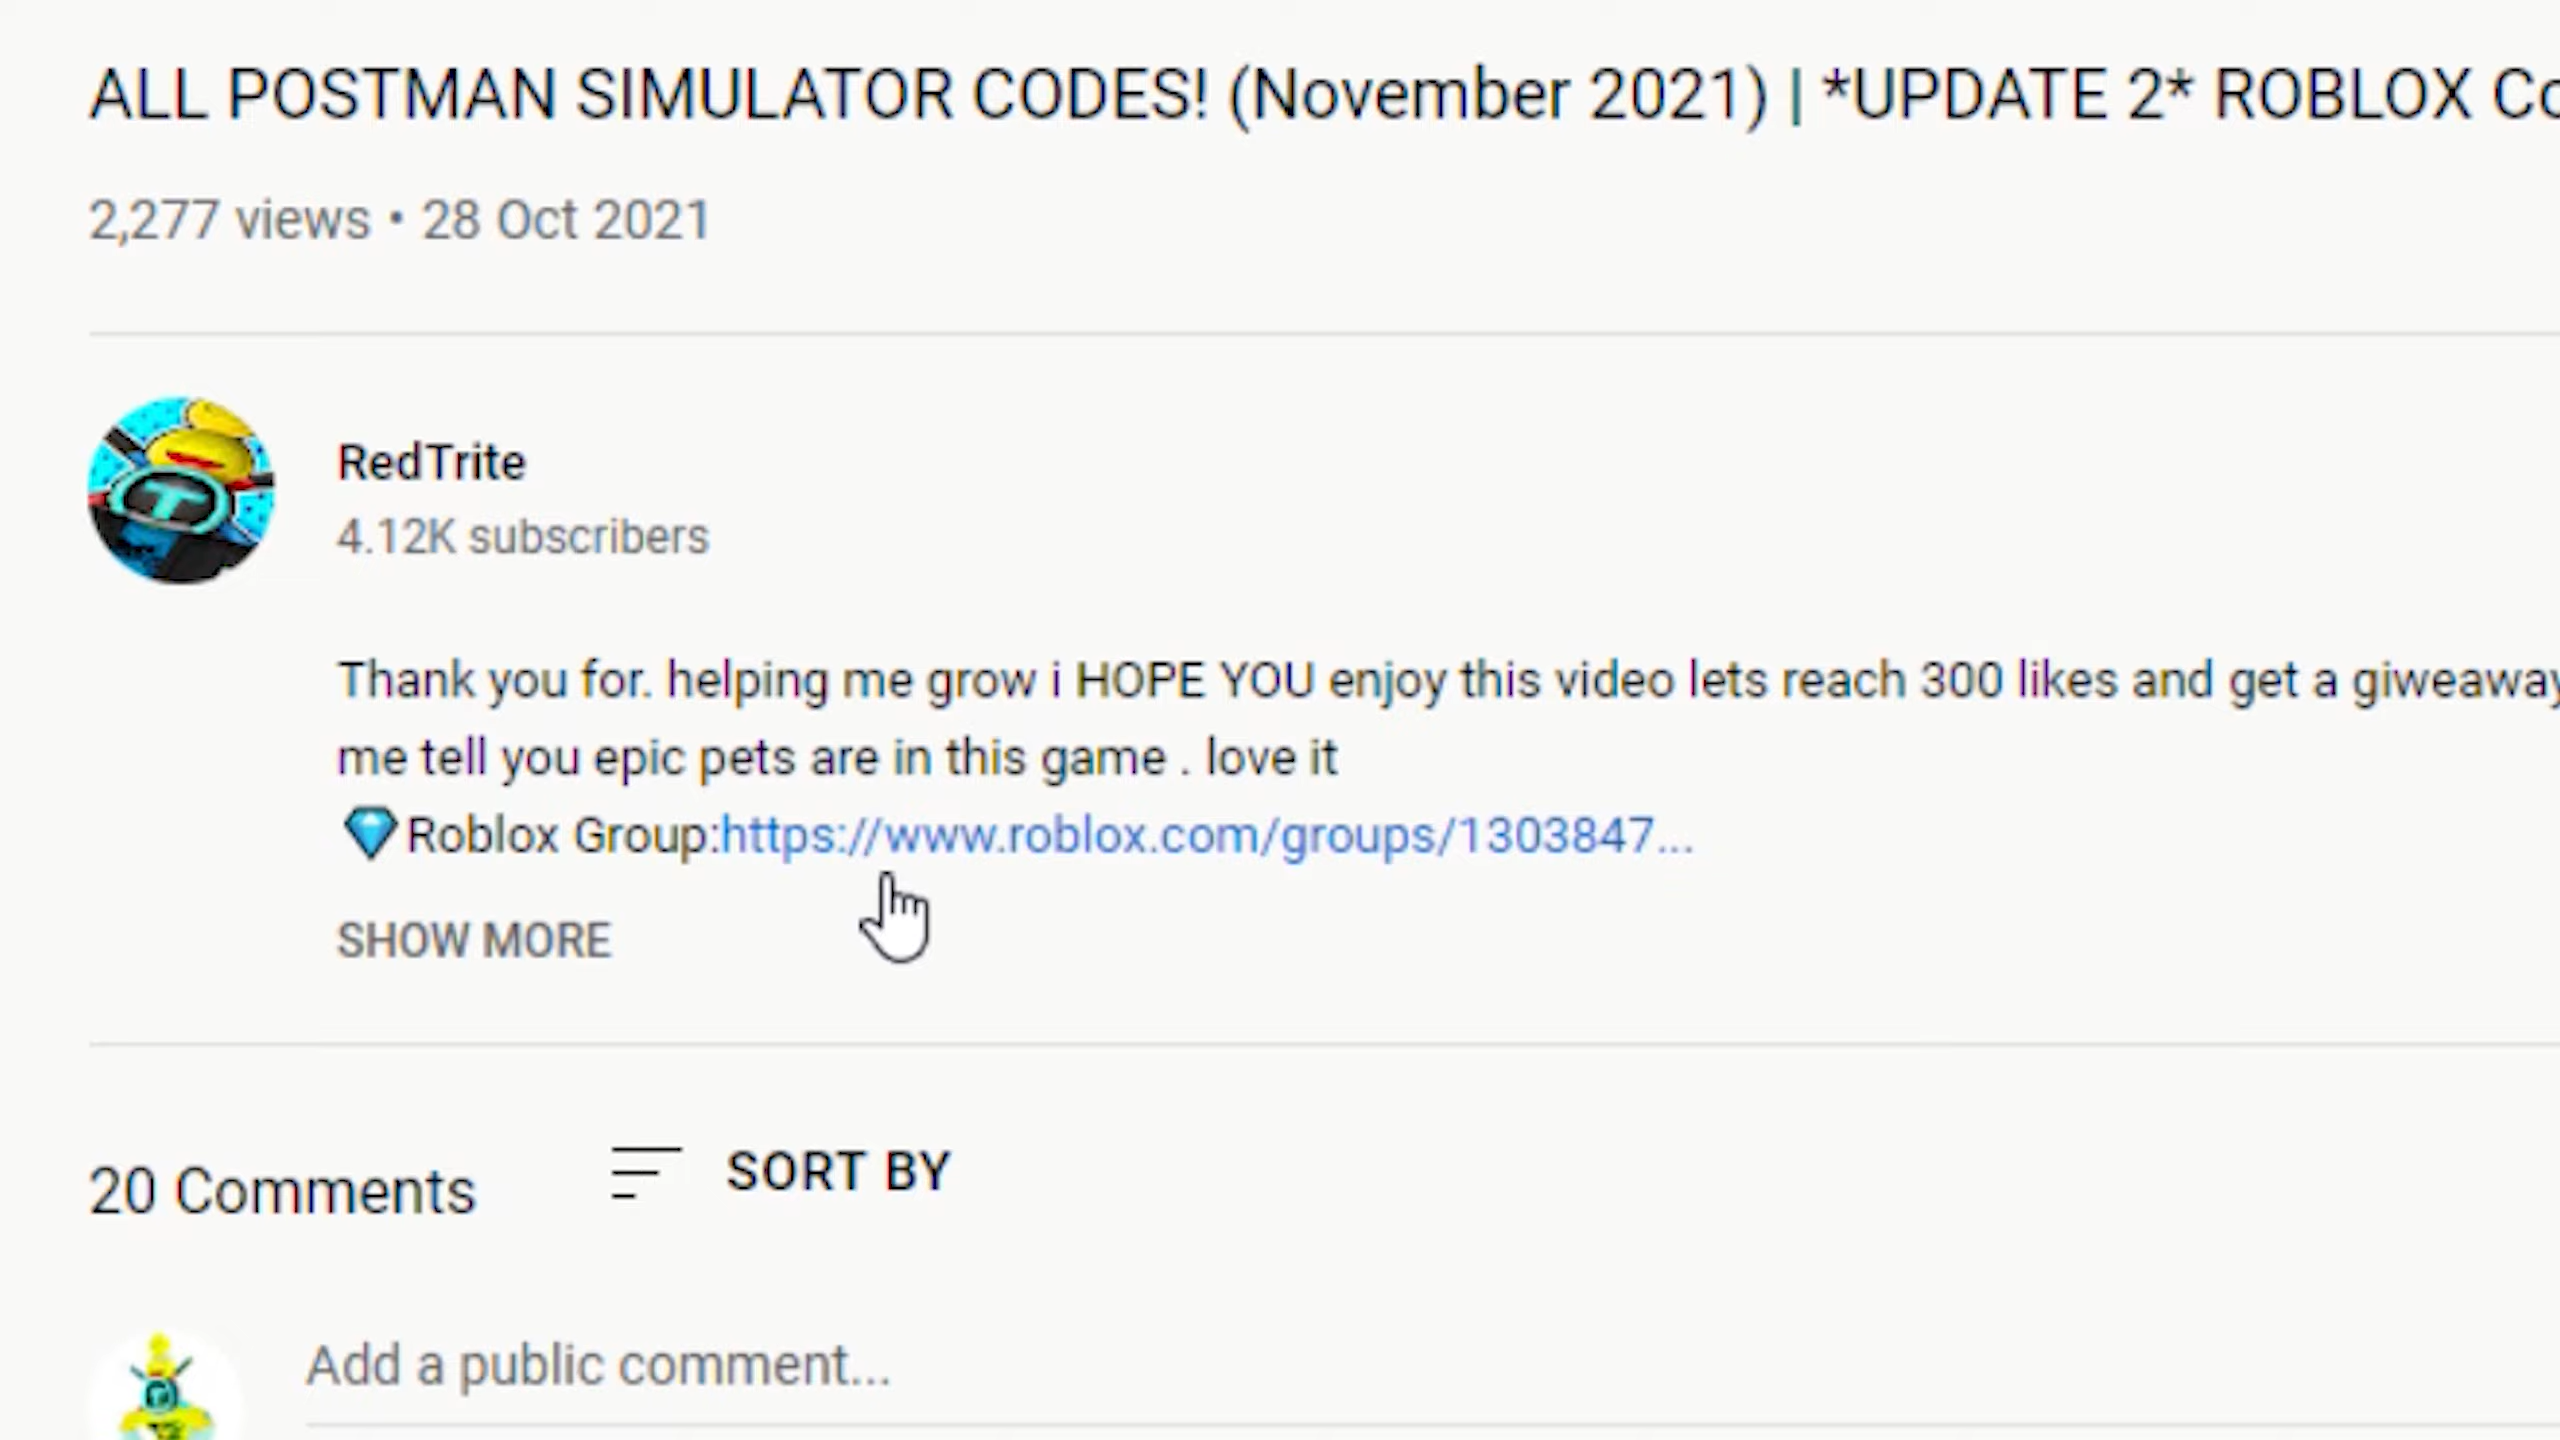 ALL POSTMAN SIMULATOR CODES! (November 2021) | *UPDATE 2* ROBLOX Co
2,277 views • 28 Oct 2021
RedTrite
4.12K subscribers
Thank you for. helping me grow i HOPE YOU enjoy this video lets reach 300 likes and get a giweaway
me tell you epic pets are in this game . love it
💎Roblox Group:https://www.roblox.com/groups/1303847...
SHOW MORE
20 Comments
SORT BY
Add a public comment...